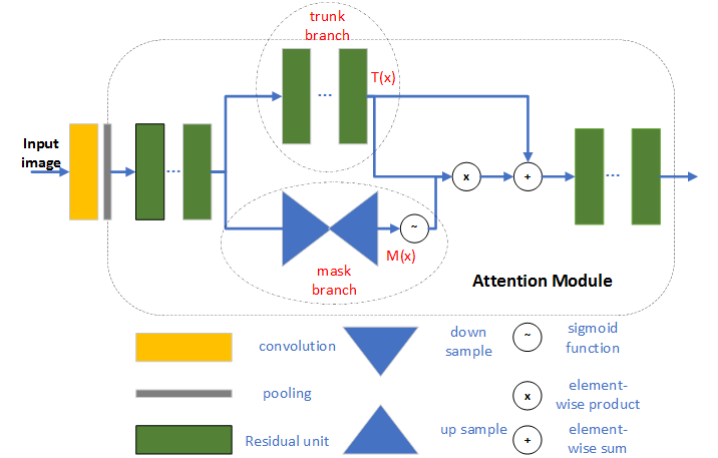 trunk
branch
T(x)
Input
image
...
...
...
x
+
~
M(x)
mask
branch
Attention Module
convolution
down
sample
~
sigmoid
function
pooling
x
element-
wise product
Residual unit
up sample
+
element-
wise sum